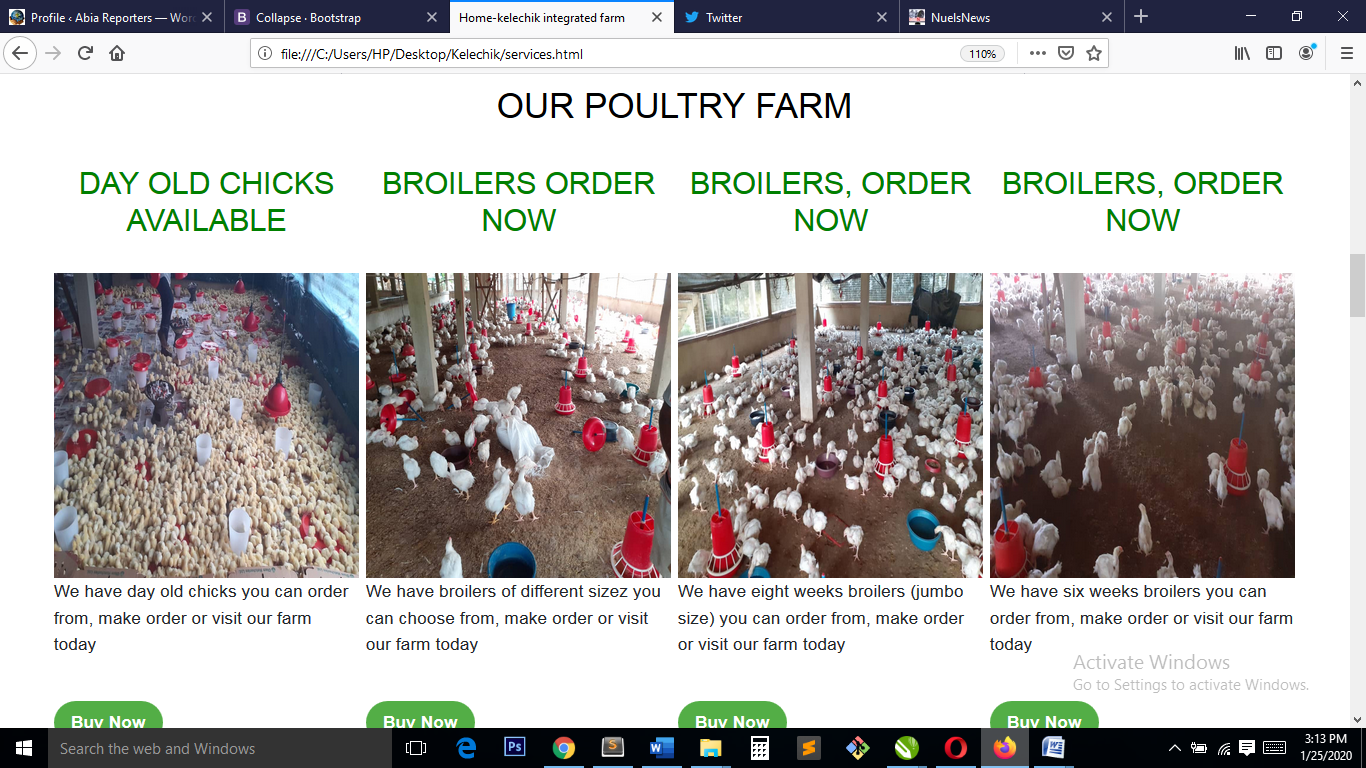 Profile ‹ Abia Reporters — Wor
Collapse · Bootstrap
Home-kelechik integrated farm
Twitter
NuelsNews
file:///C:/Users/HP/Desktop/Kelechik/services.html
110%
OUR POULTRY FARM
DAY OLD CHICKS
AVAILABLE
BROILERS ORDER
NOW
BROILERS, ORDER
NOW
BROILERS, ORDER
NOW
We have day old chicks you can order
from, make order or visit our farm
today
We have broilers of different sizez you
can choose from, make order or visit
our farm today
We have eight weeks broilers (jumbo
size) you can order from, make order
or visit our farm today
We have six weeks broilers you can
order from, make order or visit our farm
today
Activate Windows
Go to Settings to activate Windows.
Buy Now
Buy Now
Buy Now
Buy Now
Search the web and Windows
3:13 PM
1/25/2020